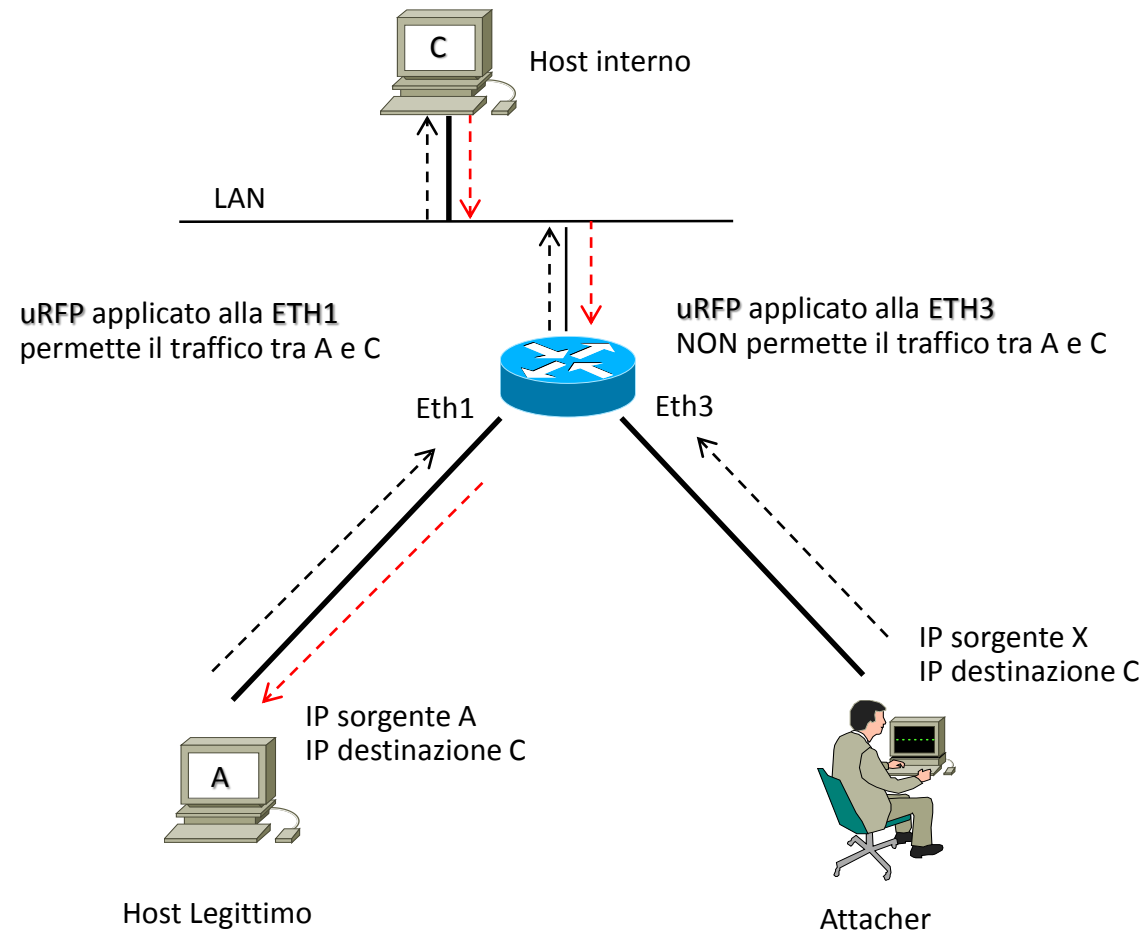 C
Host interno
LAN
uRFP applicato alla ETH1
permette il traffico tra A e C
uRFP applicato alla ETH3
NON permette il traffico tra A e C
Eth1
Eth3
IP sorgente X
IP destinazione C
IP sorgente A
IP destinazione C
A
Host Legittimo
Attacher